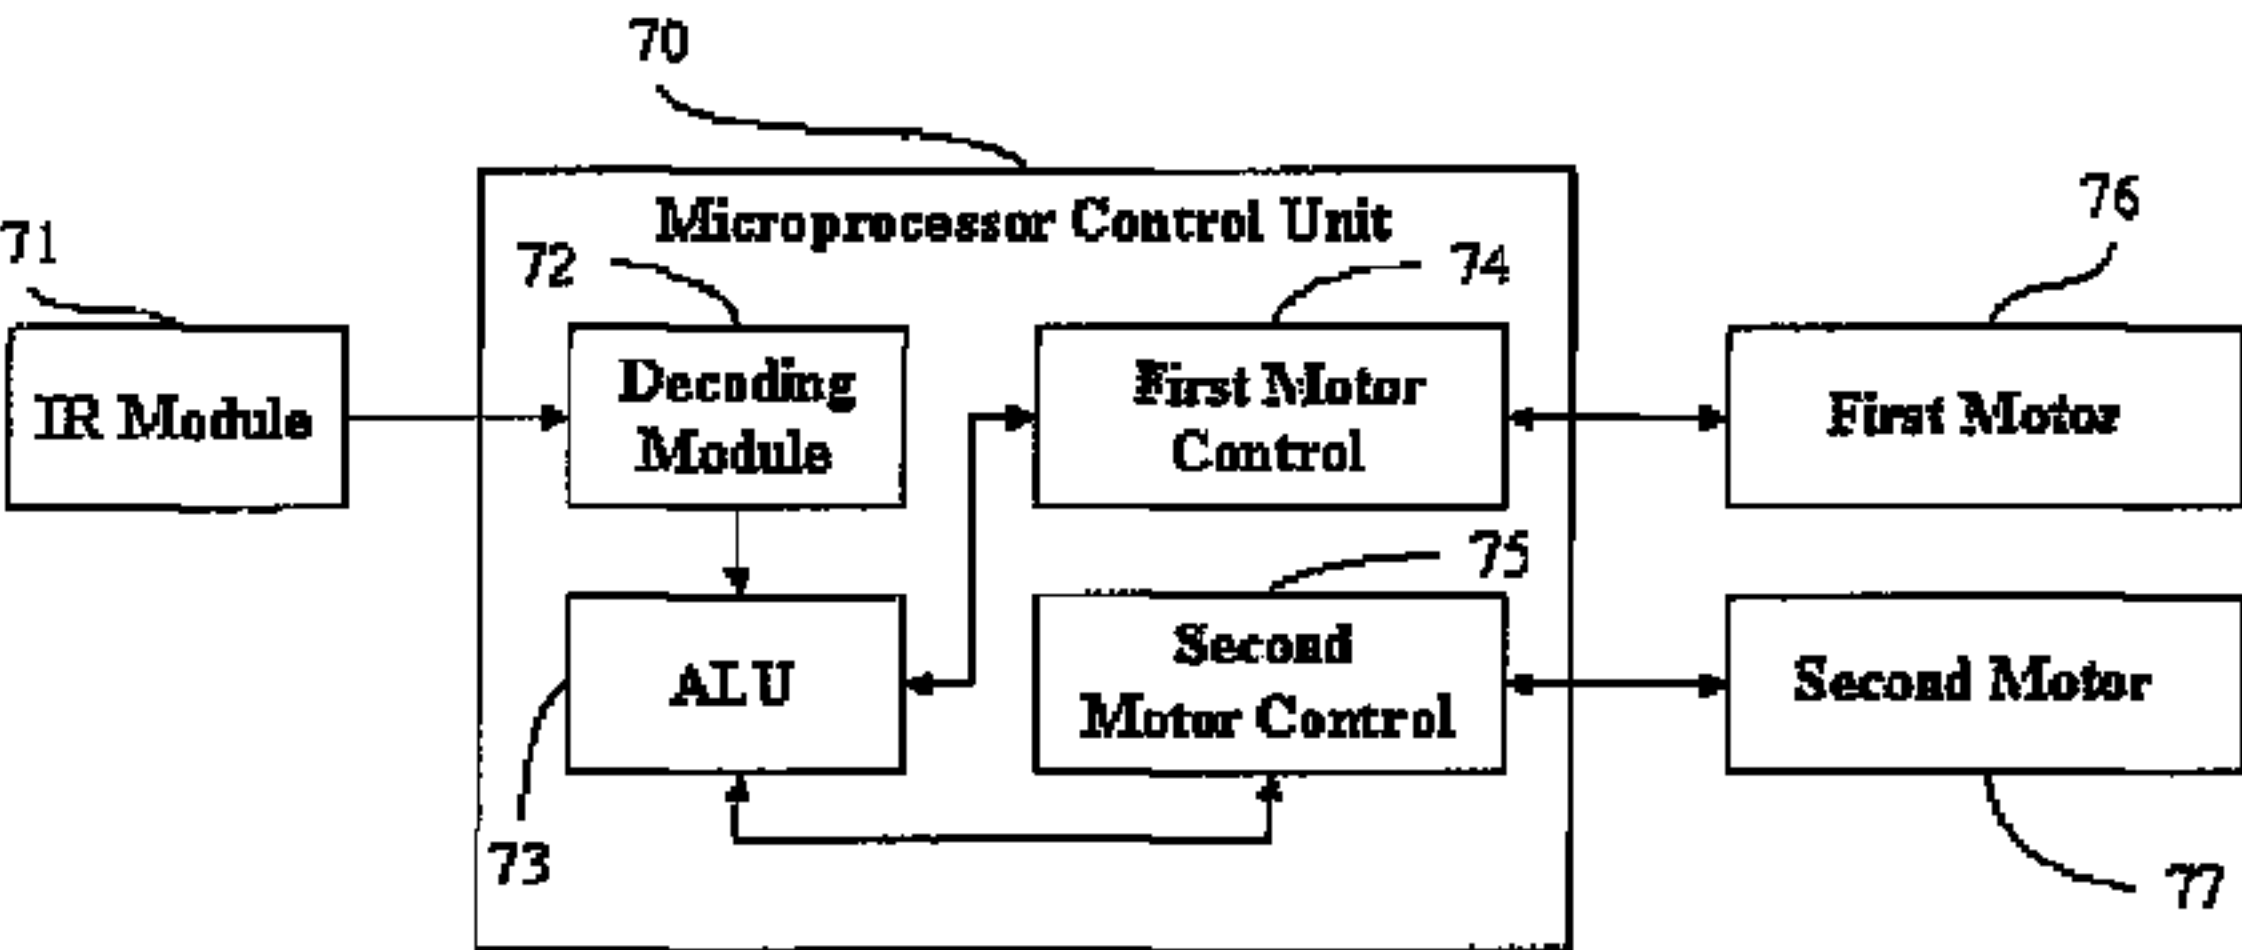 70
Microprocessor Control Unit
71
72
74
76
IR Module
Decoding
Module
First Motor
Control
First Motor
75
ALU
Second
Motor Control
Second Motor
73
77